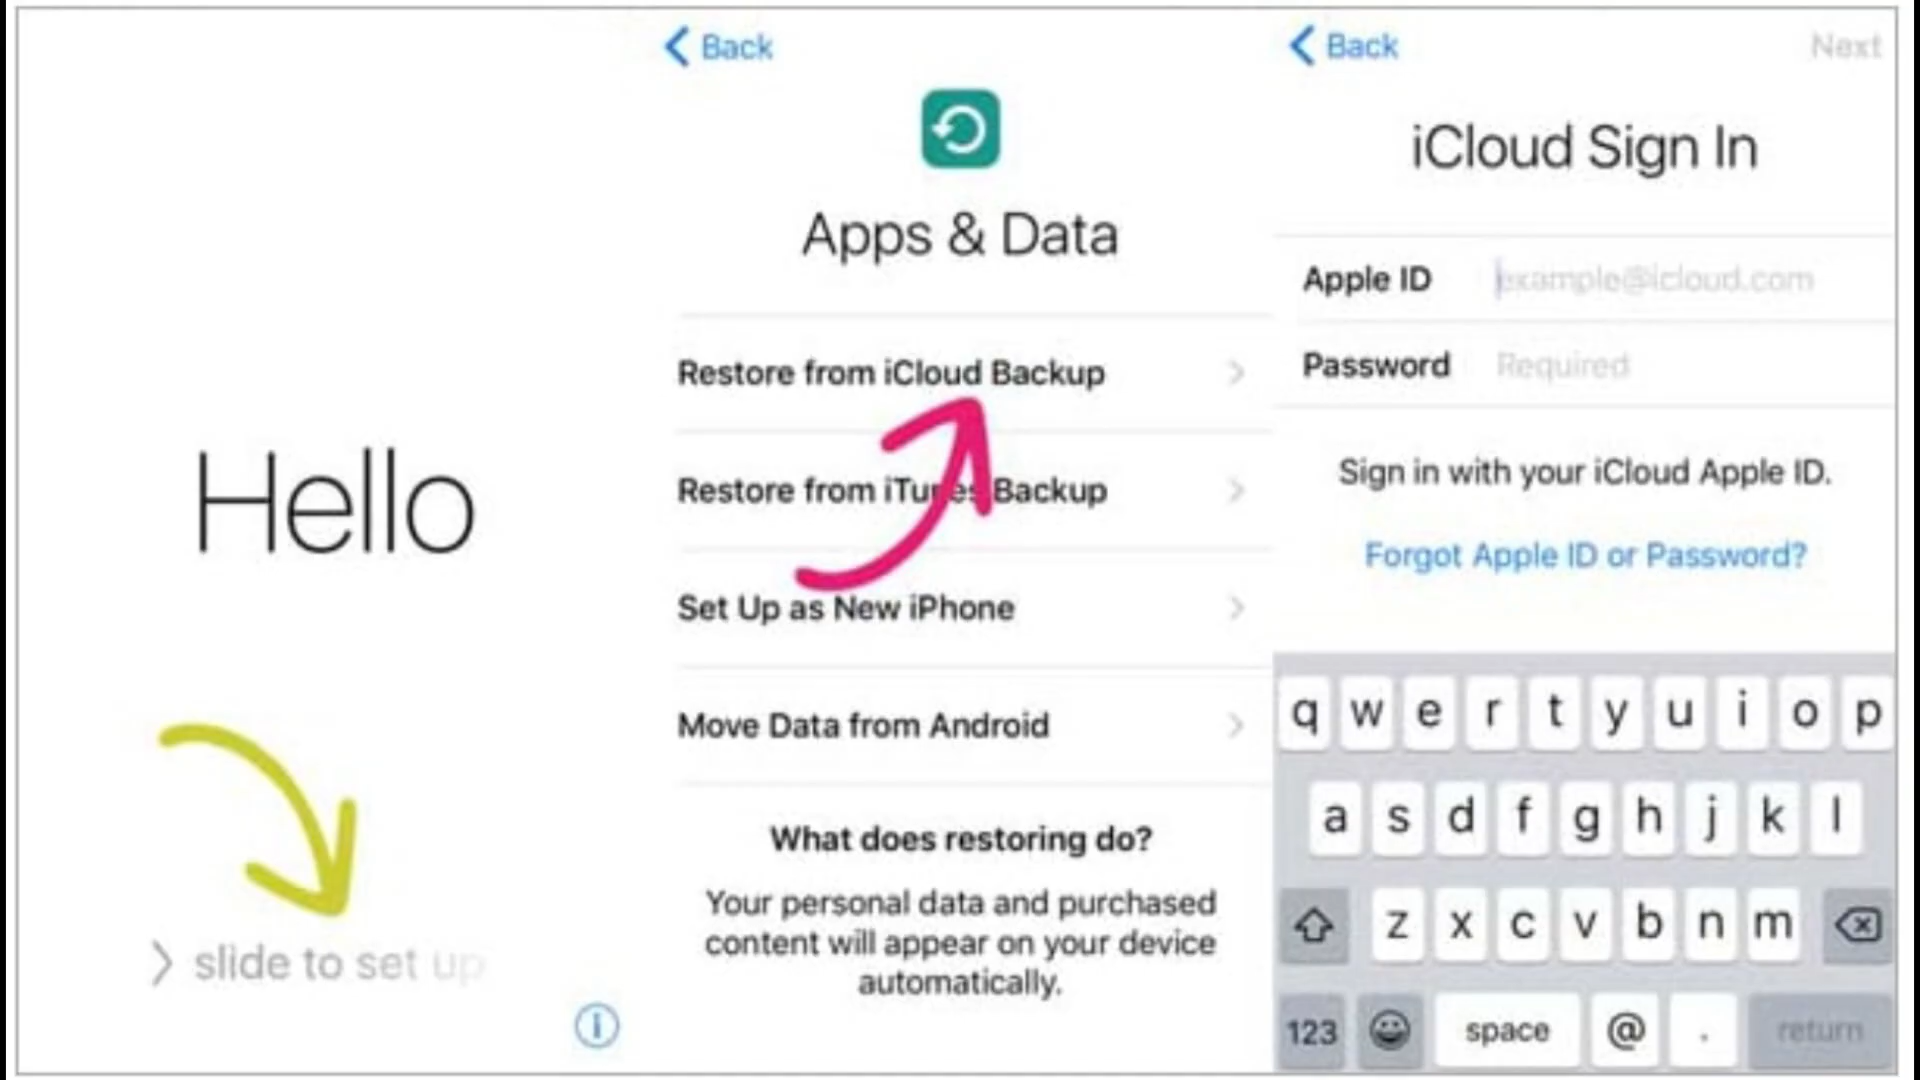 Hello
slide to set up
Back
Apps & Data
Restore from iCloud Backup
Restore from iTunes Backup
Set Up as New iPhone
Move Data from Android
What does restoring do?
Your personal data and purchased
content will appear on your device
automatically.
Back
Next
iCloud Sign In
Apple ID example@icloud.com
Password Required
Sign in with your iCloud Apple ID.
Forgot Apple ID or Password?
q w e r t y u i o p
a s d f g h j k l
z x c v b n m
123 space @ . return